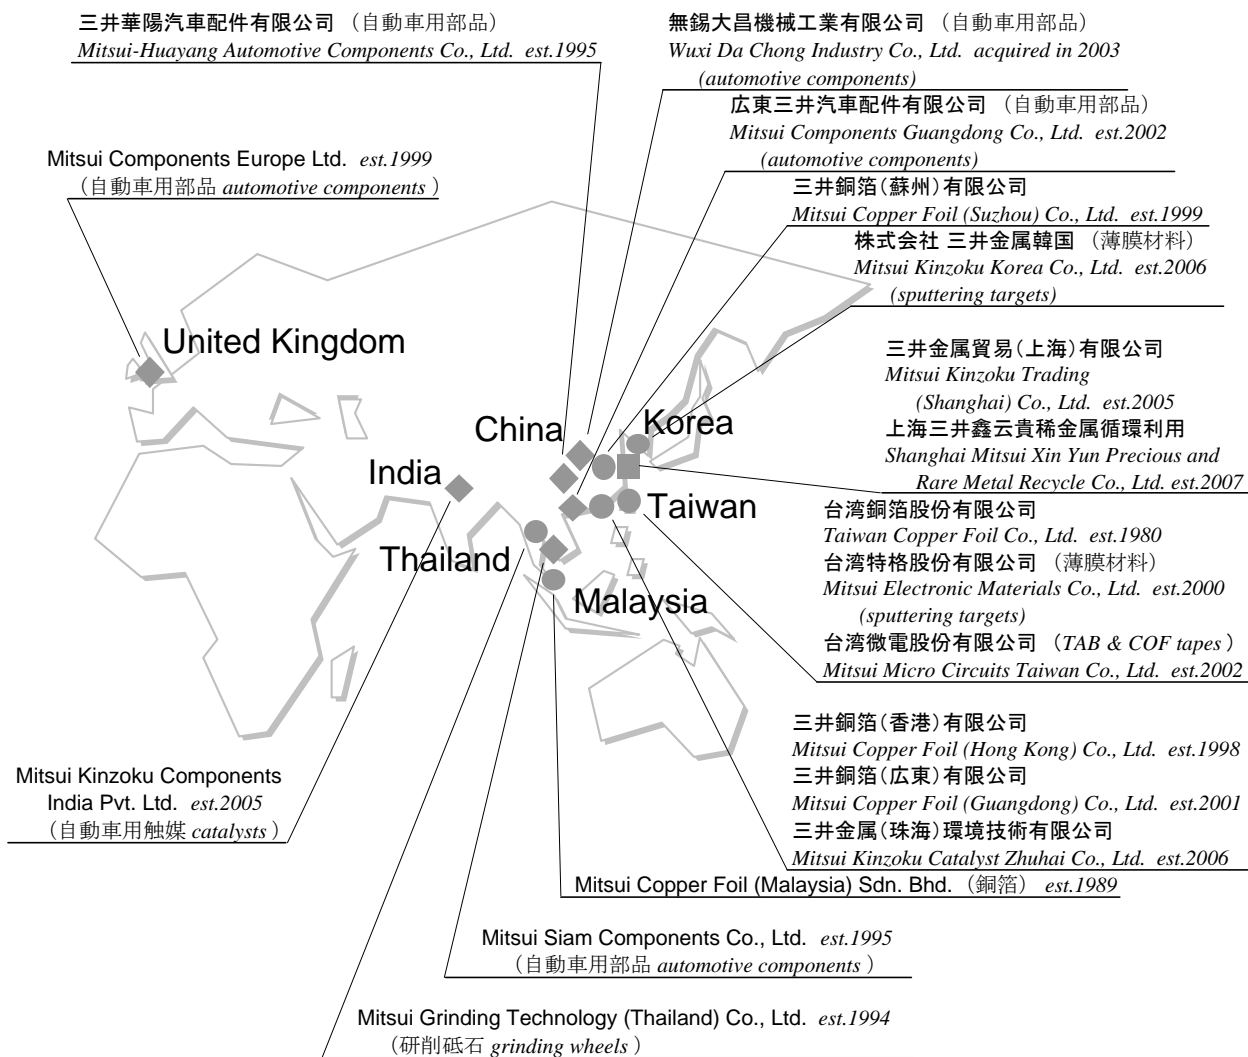 三井華陽汽車配件有限公司 （自動車用部品）
Mitsui-Huayang Automotive Components Co., Ltd. est.1995
無錫大昌機械工業有限公司 （自動車用部品）
Wuxi Da Chong Industry Co., Ltd. acquired in 2003
(automotive components)
広東三井汽車配件有限公司 （自動車用部品）
Mitsui Components Guangdong Co., Ltd. est.2002
(automotive components)
Mitsui Components Europe Ltd. est.1999
（自動車用部品 automotive components ）
三井銅箔（蘇州）有限公司
Mitsui Copper Foil (Suzhou) Co., Ltd. est.1999
株式会社 三井金属韓国 （薄膜材料）
Mitsui Kinzoku Korea Co., Ltd. est.2006
(sputtering targets)
United Kingdom
三井金属貿易（上海）有限公司
Mitsui Kinzoku Trading
(Shanghai) Co., Ltd. est.2005
上海三井鑫云貴稀金属循環利用
Shanghai Mitsui Xin Yun Precious and
Rare Metal Recycle Co., Ltd. est.2007
China
Korea
India
Taiwan
Thailand
Malaysia
台湾銅箔股份有限公司
Taiwan Copper Foil Co., Ltd. est.1980
台湾特格股份有限公司 （薄膜材料）
Mitsui Electronic Materials Co., Ltd. est.2000
(sputtering targets)
台湾微電股份有限公司 （TAB & COF tapes ）
Mitsui Micro Circuits Taiwan Co., Ltd. est.2002
三井銅箔（香港）有限公司
Mitsui Copper Foil (Hong Kong) Co., Ltd. est.1998
三井銅箔（広東）有限公司
Mitsui Copper Foil (Guangdong) Co., Ltd. est.2001
三井金属（珠海）環境技術有限公司
Mitsui Kinzoku Catalyst Zhuhai Co., Ltd. est.2006
Mitsui Kinzoku Components
India Pvt. Ltd. est.2005
（自動車用触媒 catalysts ）
Mitsui Copper Foil (Malaysia) Sdn. Bhd. （銅箔） est.1989
Mitsui Siam Components Co., Ltd. est.1995
（自動車用部品 automotive components ）
Mitsui Grinding Technology (Thailand) Co., Ltd. est.1994
（研削砥石 grinding wheels ）